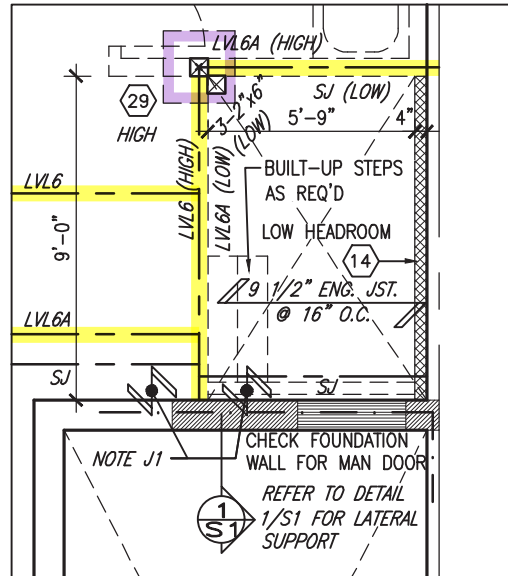 LVL6A (HIGH)
29
HIGH
3-2"x6"
(LOW)
SJ (LOW)
5'-9"
4"
LVL6
9'-0"
LVL6 (HIGH)
LVL6A (LOW)
BUILT-UP STEPS
AS REQ'D
LOW HEADROOM
14
9 1/2" ENG. JST.
@ 16" O.C.
LVL6A
SJ
SJ
NOTE J1
CHECK FOUNDATION
WALL FOR MAN DOOR
1
S1
REFER TO DETAIL
1/S1 FOR LATERAL
SUPPORT